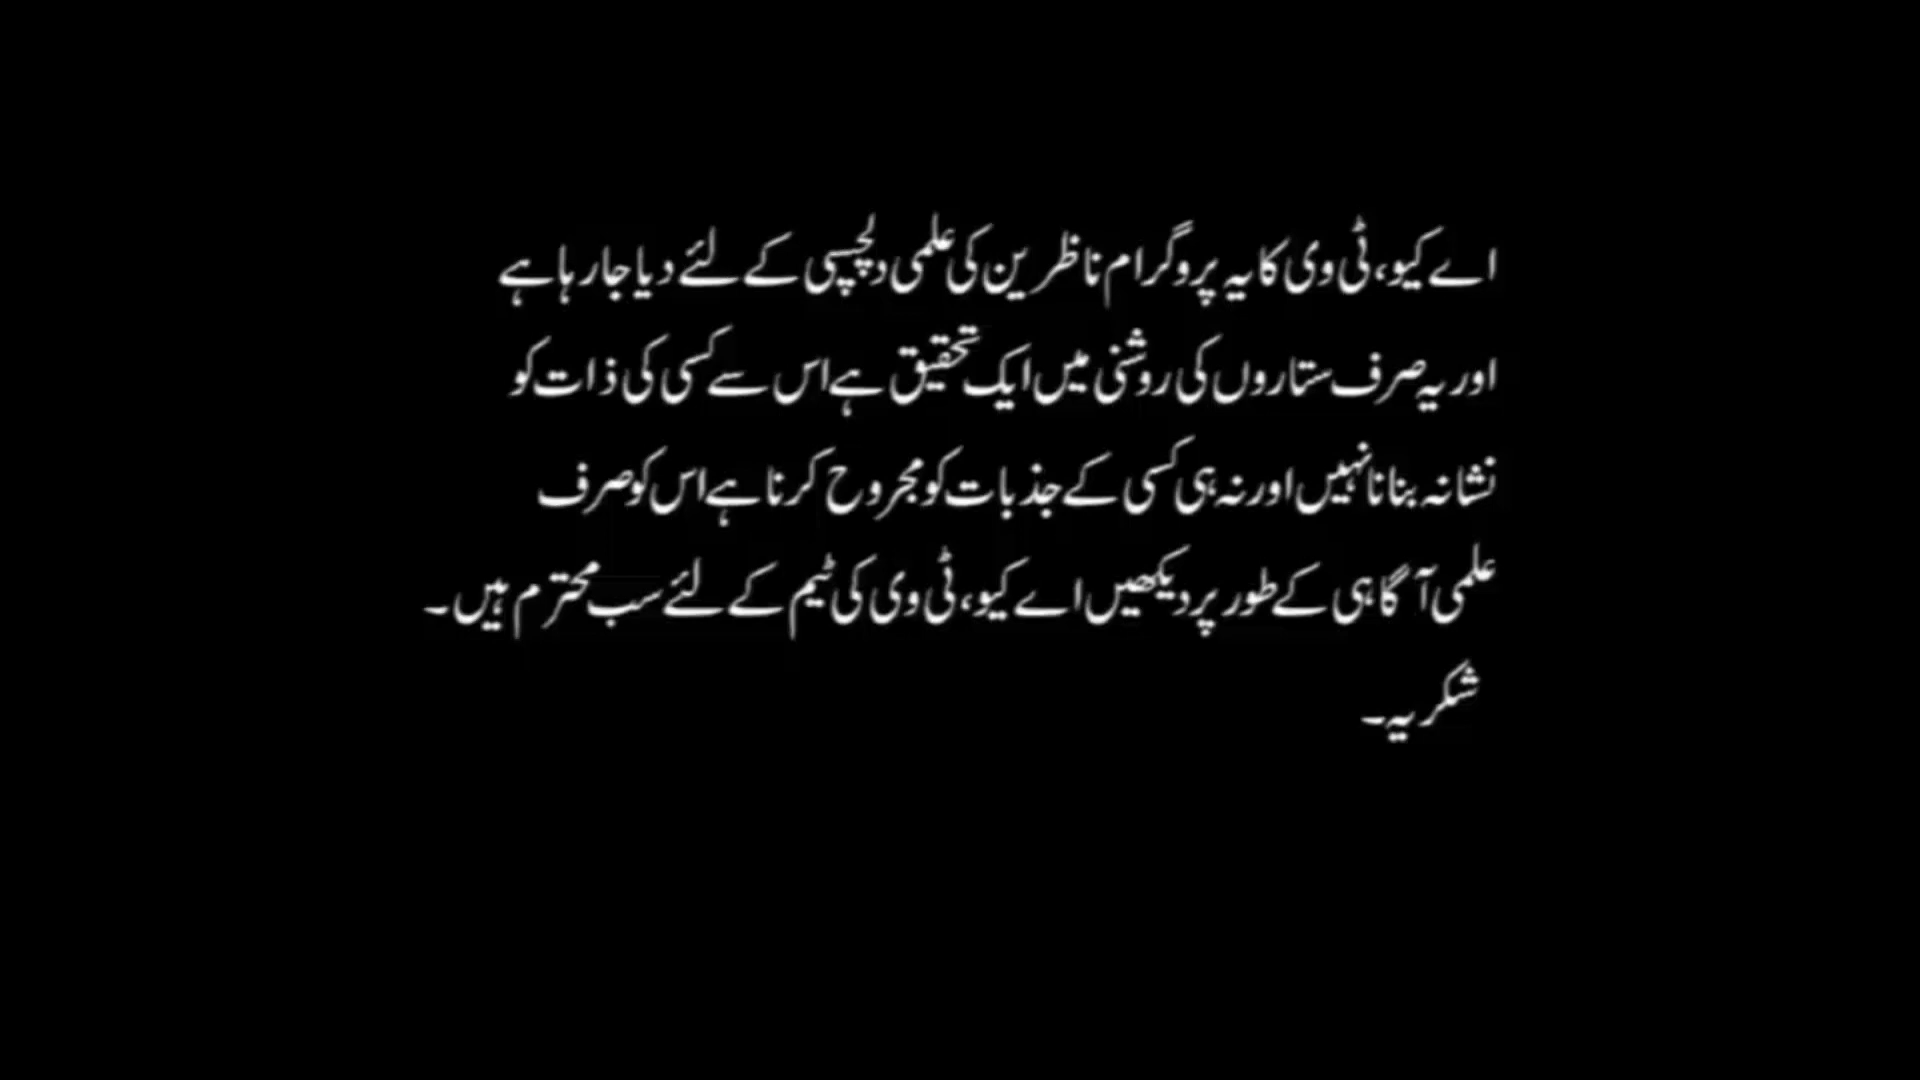 اے کیو، ٹی وی کا یہ پروگرام ناظرین کی علمی دلچسپی کے لئے دیا جا رہا ہے
اور یہ صرف ستاروں کی روشنی میں ایک تحقیق ہے اس سے کسی کی ذات کو
نشانہ بنانا نہیں اور نہ ہی کسی کے جذبات کو مجروح کرنا ہے اس کو صرف
علمی آگاہی کے طور پر دیکھیں اے کیو، ٹی وی کی ٹیم کے لئے سب محترم ہیں۔
شکریہ۔